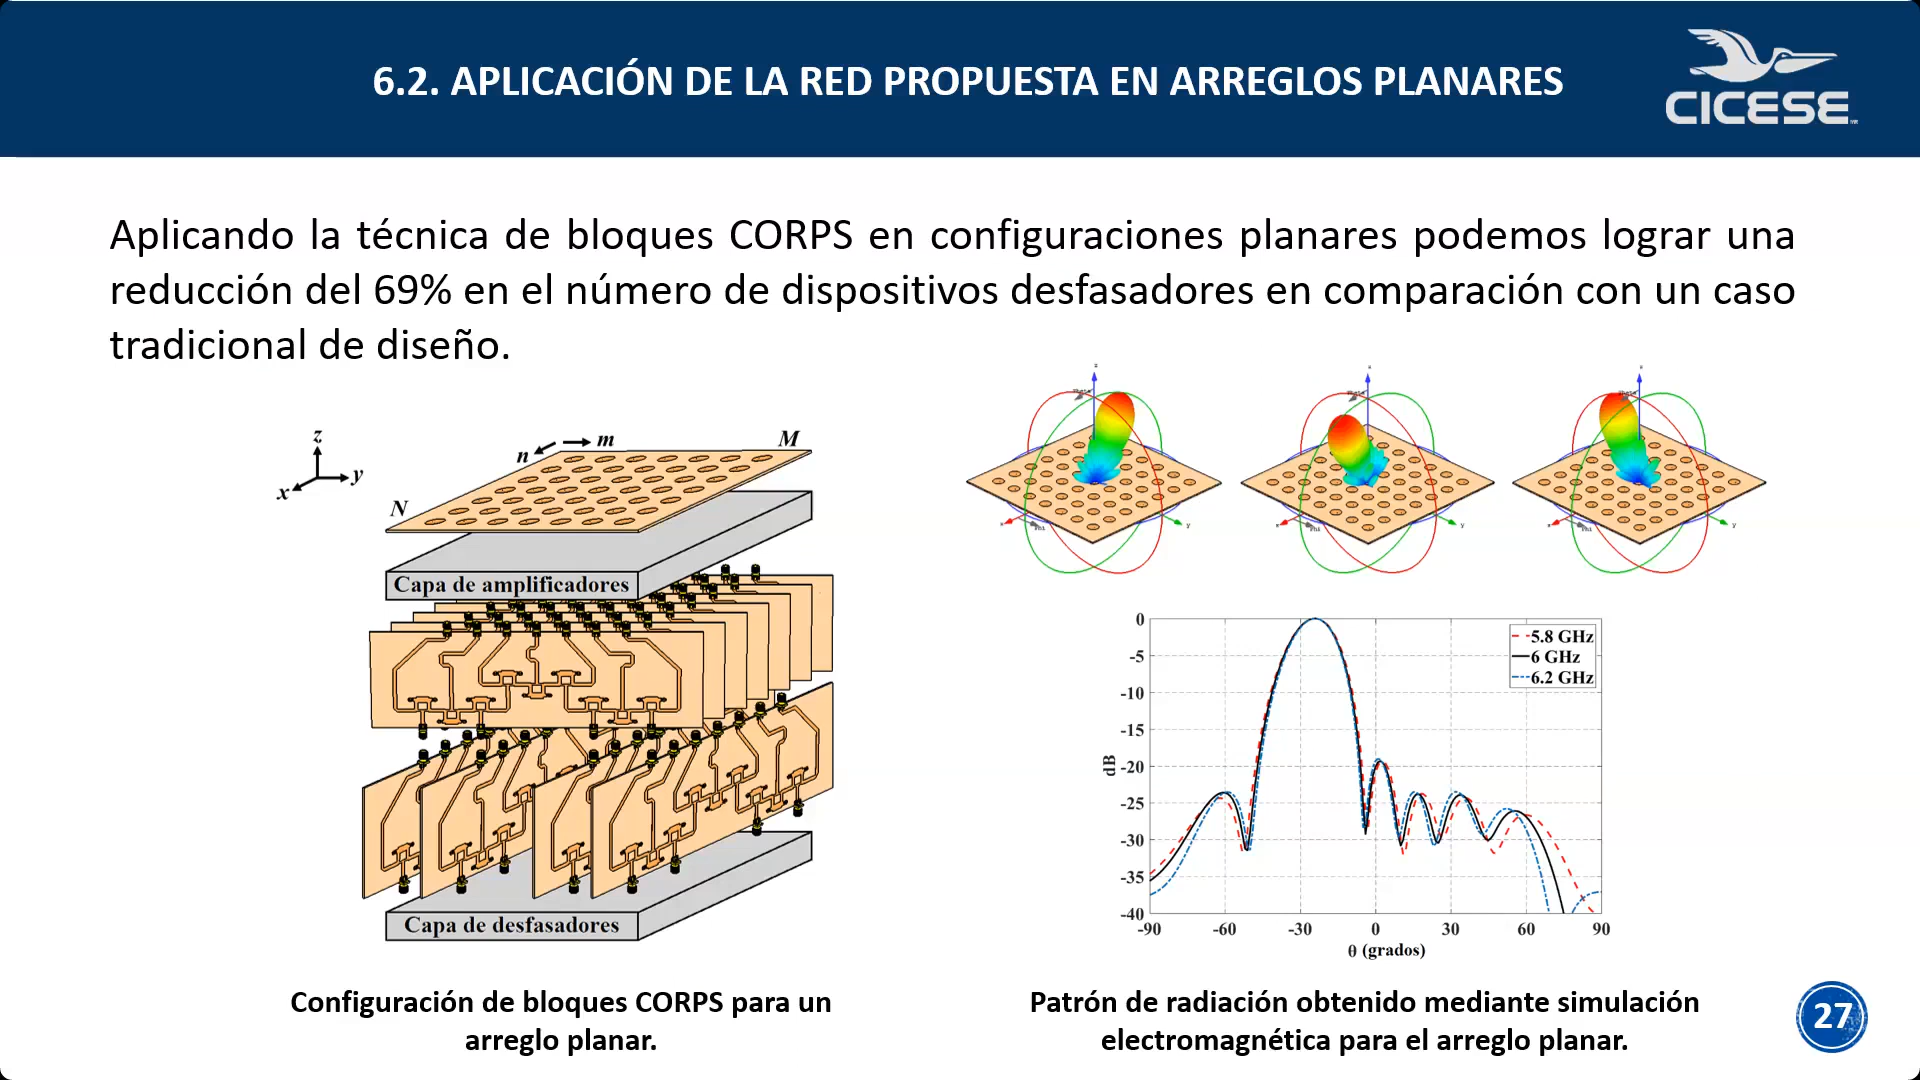 6.2. APLICACIÓN DE LA RED PROPUESTA EN ARREGLOS PLANARES
CICESE
Aplicando la técnica de bloques CORPS en configuraciones planares podemos lograr una
reducción del 69% en el número de dispositivos desfasadores en comparación con un caso
tradicional de diseño.
z
y
x
n
m
M
N
Capa de amplificadores
Capa de desfasadores
Configuración de bloques CORPS para un
arreglo planar.
z
x
y
z
x
y
z
x
y
5.8 GHz
6 GHz
6.2 GHz
dB
0
-5
-10
-15
-20
-25
-30
-35
-40
-90 -60 -30 0 30 60 90
θ (grados)
Patrón de radiación obtenido mediante simulación
electromagnética para el arreglo planar.
27